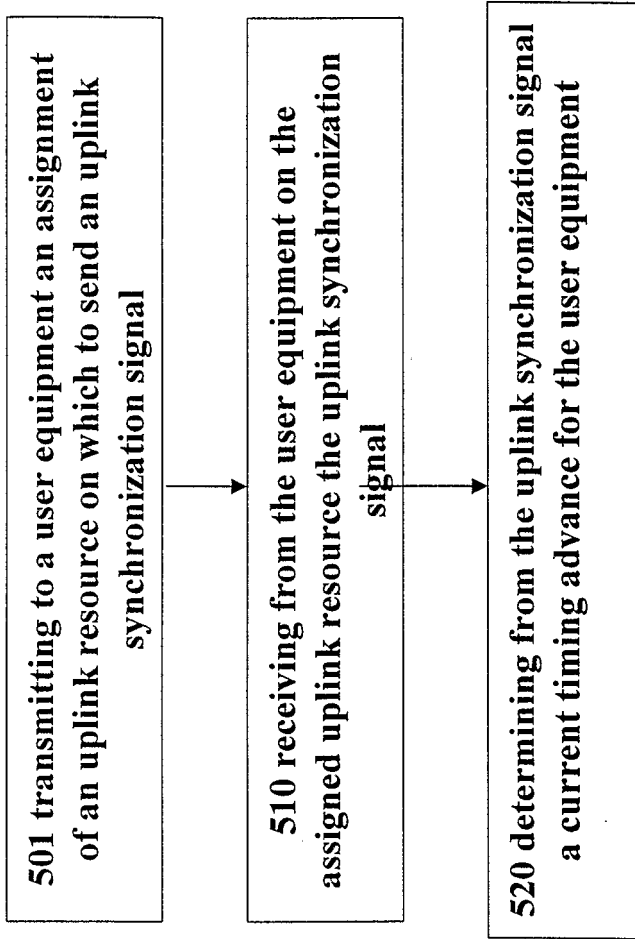 501 transmitting to a user equipment an assignment
of an uplink resource on which to send an uplink
synchronization signal
510 receiving from the user equipment on the
assigned uplink resource the uplink synchronization
signal
520 determining from the uplink synchronization signal
a current timing advance for the user equipment